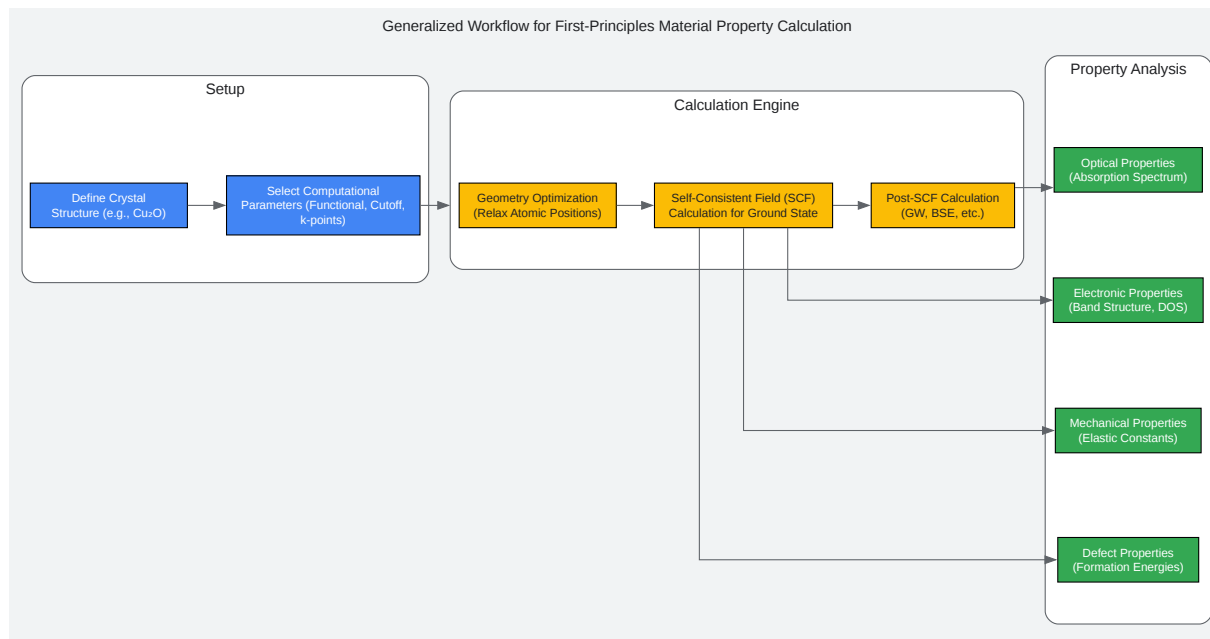 Generalized Workflow for First-Principles Material Property Calculation
Setup
Define Crystal
Structure (e.g., Cu₂O)
Select Computational
Parameters (Functional, Cutoff,
k-points)
Calculation Engine
Geometry Optimization
(Relax Atomic Positions)
Self-Consistent Field (SCF)
Calculation for Ground State
Post-SCF Calculation
(GW, BSE, etc.)
Property Analysis
Optical Properties
(Absorption Spectrum)
Electronic Properties
(Band Structure, DOS)
Mechanical Properties
(Elastic Constants)
Defect Properties
(Formation Energies)